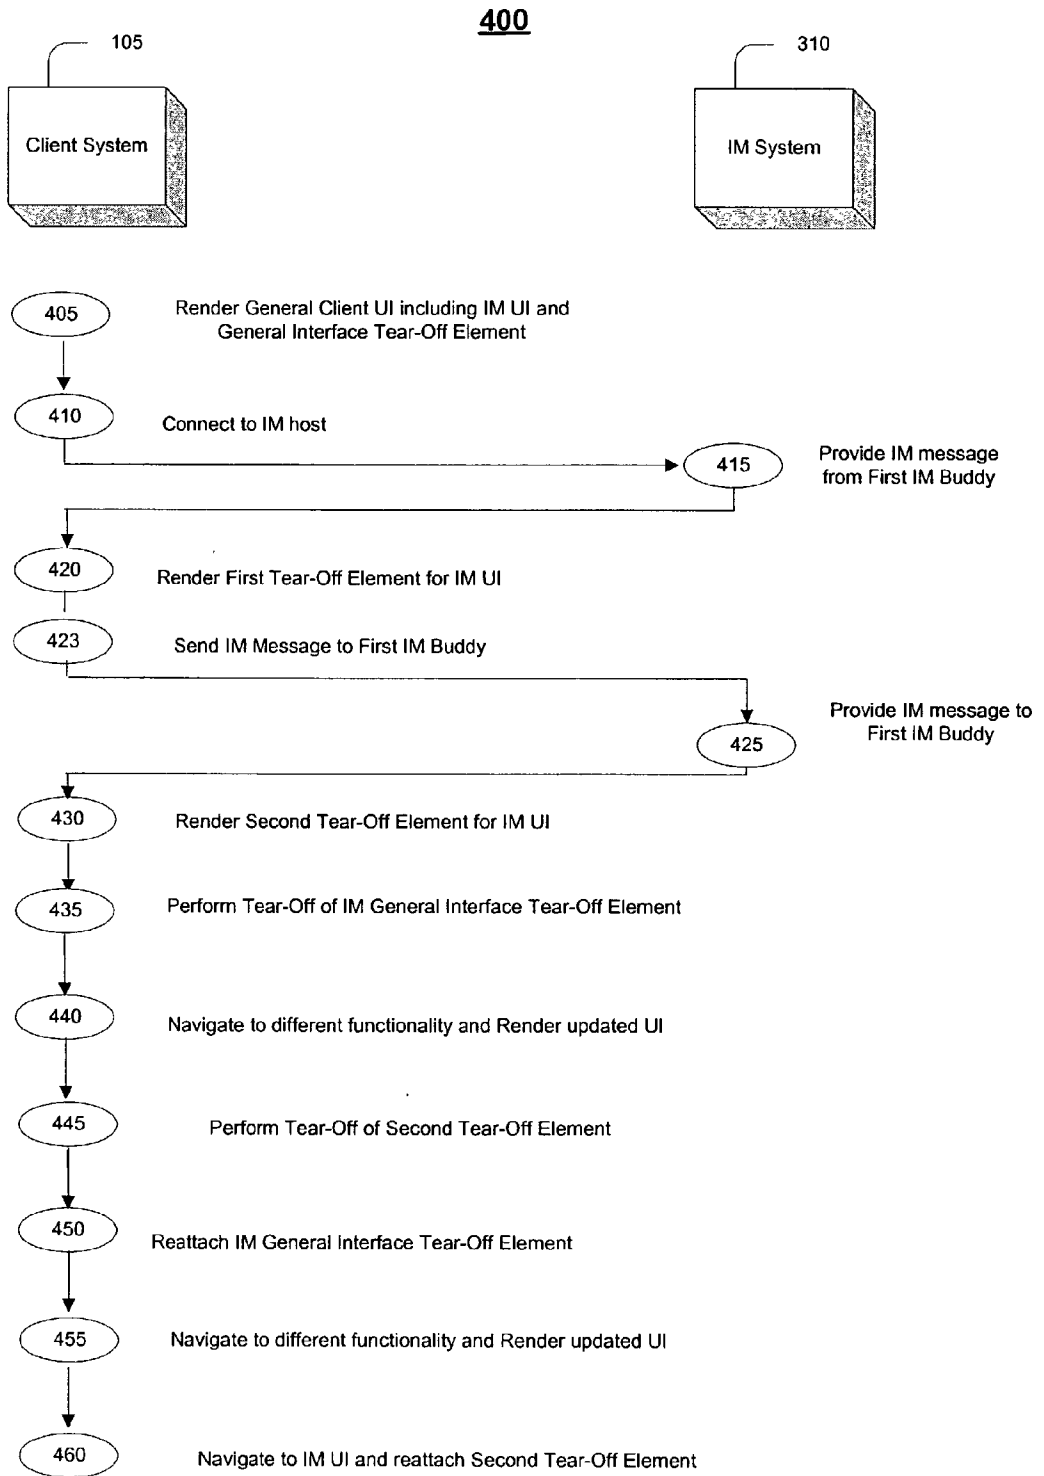 400
105
310
Client System
IM System
405
Render General Client UI including IM UI and
General Interface Tear-Off Element
410
Connect to IM host
415
Provide IM message
from First IM Buddy
420
Render First Tear-Off Element for IM UI
423
Send IM Message to First IM Buddy
425
Provide IM message to
First IM Buddy
430
Render Second Tear-Off Element for IM UI
435
Perform Tear-Off of IM General Interface Tear-Off Element
440
Navigate to different functionality and Render updated UI
445
Perform Tear-Off of Second Tear-Off Element
450
Reattach IM General Interface Tear-Off Element
455
Navigate to different functionality and Render updated UI
460
Navigate to IM UI and reattach Second Tear-Off Element